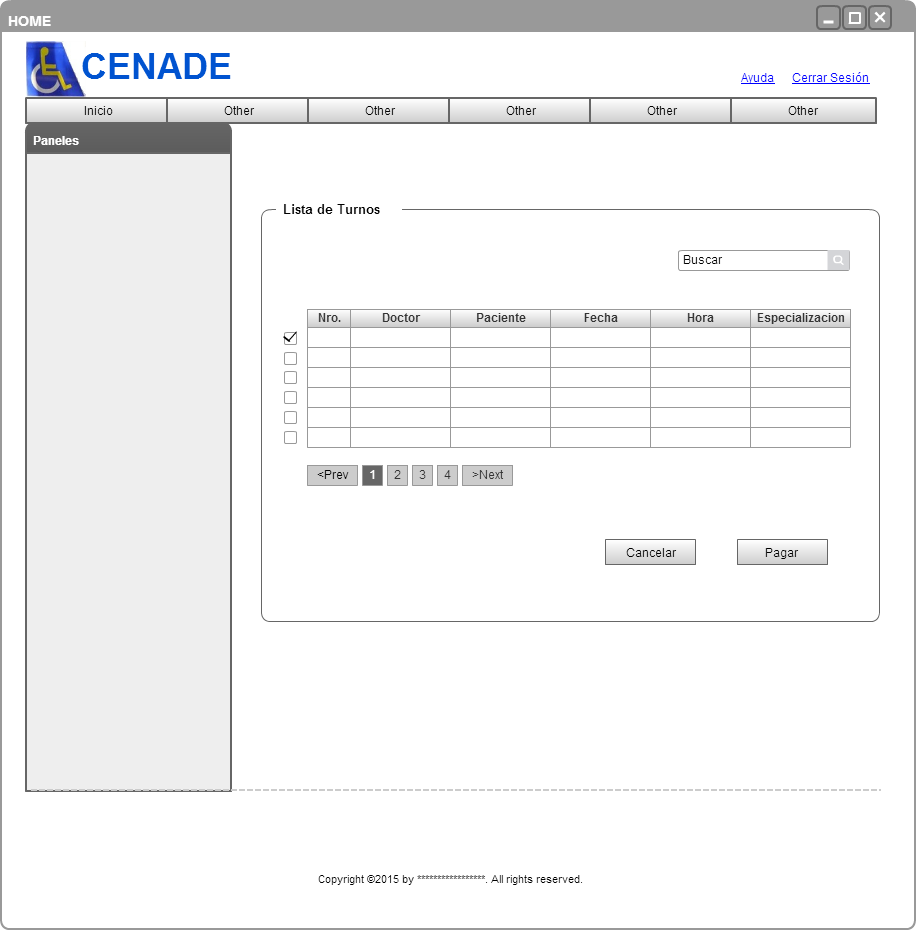 HOME
CENADE
Ayuda Cerrar Sesión
Inicio Other Other Other Other Other
Paneles
Lista de Turnos
Buscar
Nro. Doctor Paciente Fecha Hora Especializacion
<Prev 1 2 3 4 >Next
Cancelar Pagar
Copyright ©2015 by *****************. All rights reserved.